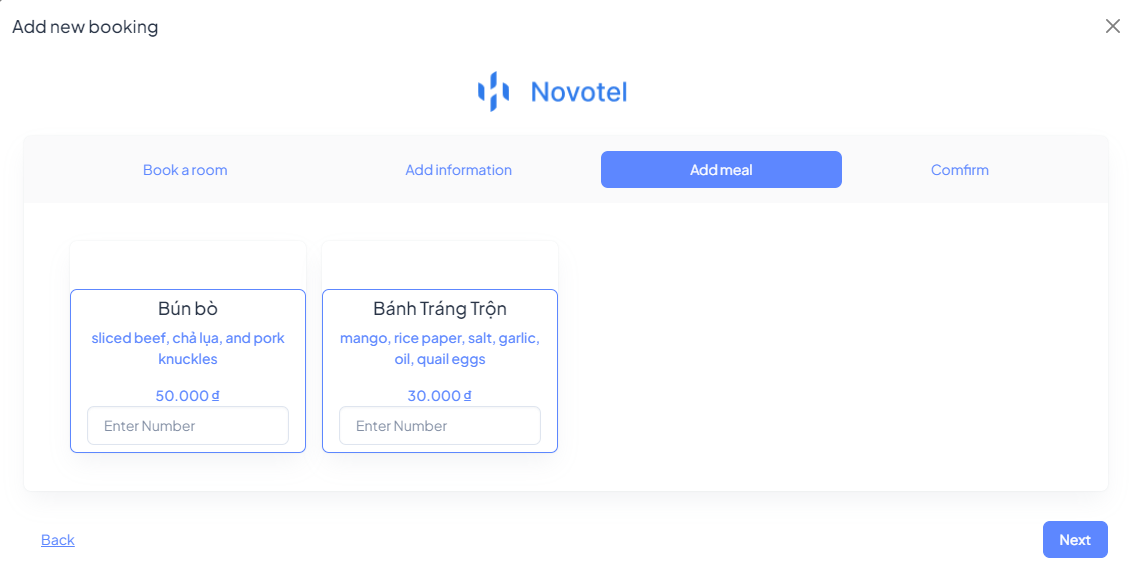 Add new booking
Novotel
Book a room
Add information
Add meal
Comfirm
Bún bò
sliced beef, chả lụa, and pork
knuckles
50.000 ₫
Enter Number
Bánh Tráng Trộn
mango, rice paper, salt, garlic,
oil, quail eggs
30.000 ₫
Enter Number
Back
Next